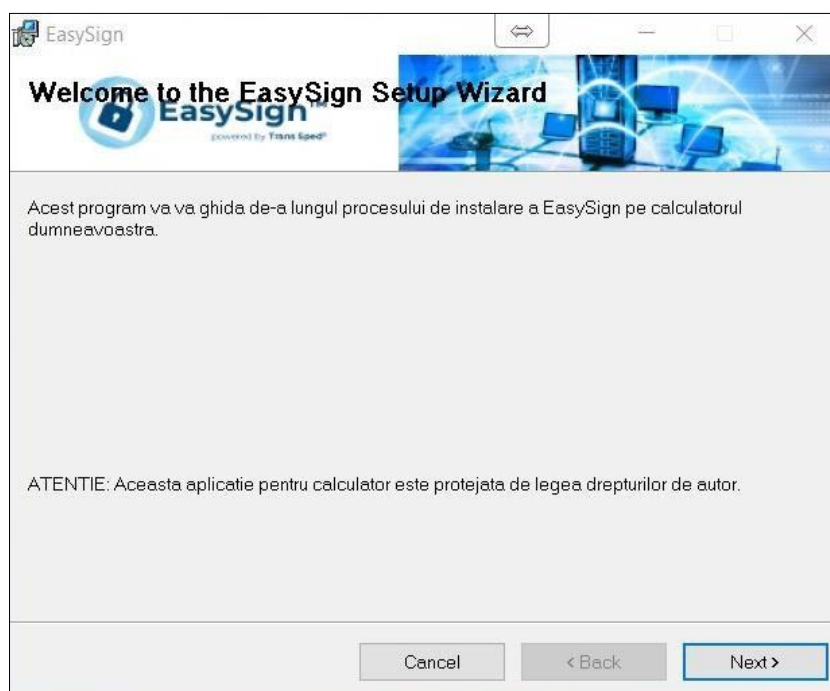 EasySign
Welcome to the EasySign Setup Wizard
EasySign™
powered by Trans Sped®
Acest program va va ghida de-a lungul procesului de instalare a EasySign pe calculatorul
dumneavoastra.
ATENTIE: Aceasta aplicatie pentru calculator este protejata de legea drepturilor de autor.
Cancel
< Back
Next >